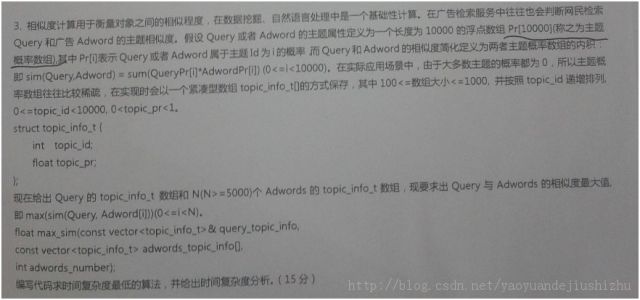 3. 相似度计算用于衡量对象之间的相似程度，在数据挖掘、自然语言处理中是一个基础性计算。在广告检索服务中往往也会判断网民检索
Query 和广告 Adword 的主题相似度。假设 Query 或者 Adword 的主题属性定义为一个长度为 10000 的浮点数组 Pr[10000](称之为主题
概率数组),其中 Pr[i]表示 Query 或者 Adword 属于主题 Id 为 i 的概率 而 Query 和 Adword 的相似度简化定义为两者主题概率数组的内积，
即 sim(Query,Adword) = sum(QueryPr[i]*AdwordPr[i]) (0<=i<10000)。在实际应用场景中，由于大多数主题的概率都为 0，所以主题概
率数组往往比较稀疏，在实现时会以一个紧凑型数组 topic_info_t[]的方式保存，其中 100<=数组大小<=1000, 并按照 topic_id 递增排列,
0<=topic_id<10000, 0<topic_pr<1。
struct topic_info_t {
int topic_id;
float topic_pr;
};
现在给出 Query 的 topic_info_t 数组和 N(N>=5000)个 Adwords 的 topic_info_t 数组，现要求出 Query 与 Adwords 的相似度最大值,
即 max(sim(Query, Adword[i]))(0<=i<N)。
float max_sim(const vector<topic_info_t>& query_topic_info,
const vector<topic_info_t> adwords_topic_info[],
int adwords_number);
编写代码求时间复杂度最低的算法，并给出时间复杂度分析。(15 分)
http://blog.csdn.net/yaoyuandejiushizhu